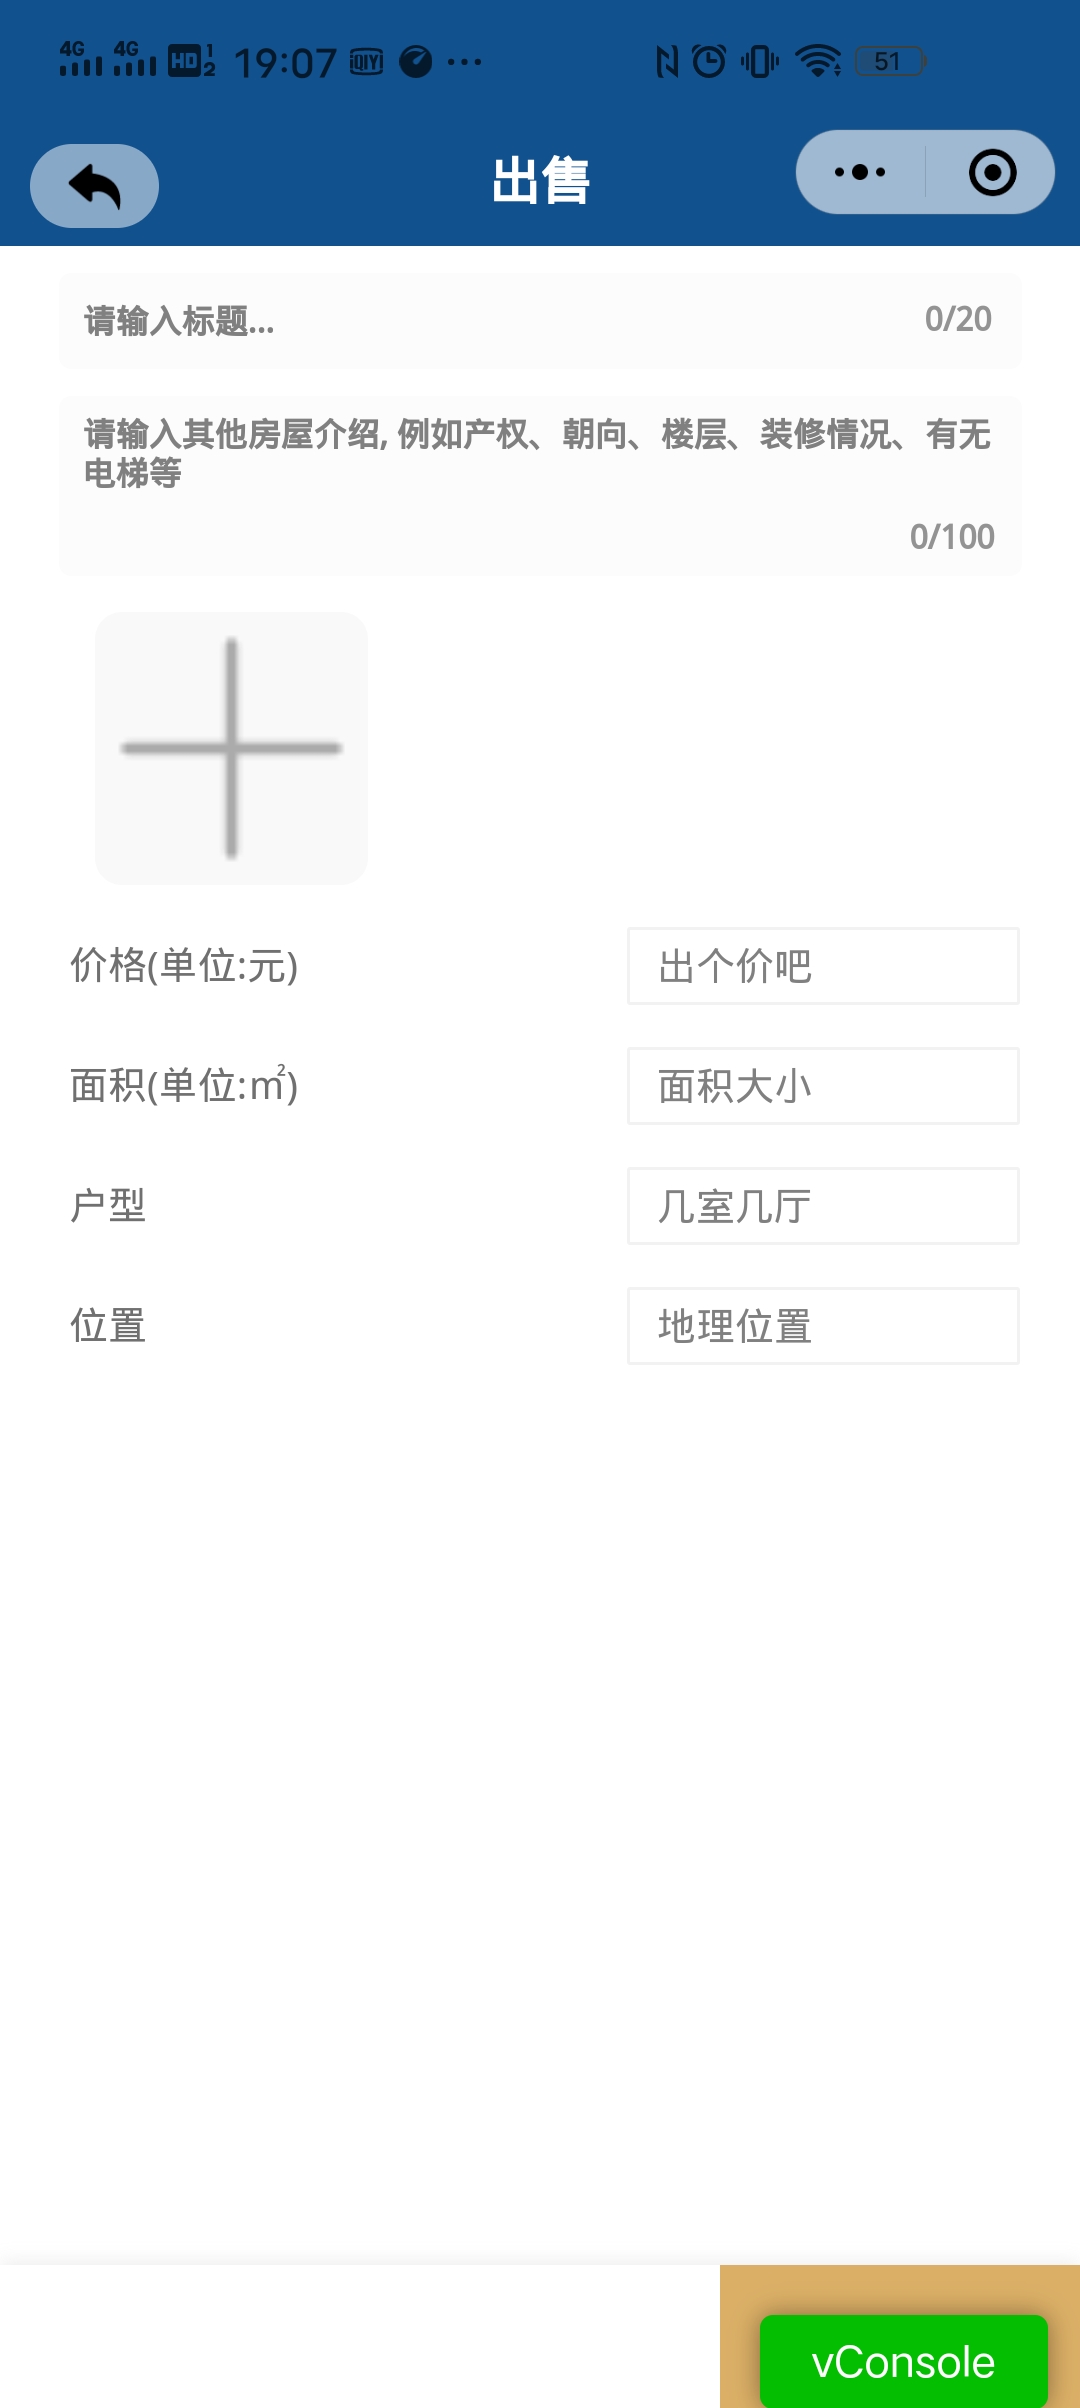 4G 4G HD 1 2 19:07 QIYI 51
出售
请输入标题... 0/20
请输入其他房屋介绍, 例如产权、朝向、楼层、装修情况、有无
电梯等
0/100
价格(单位:元) 出个价吧
面积(单位:㎡) 面积大小
户型 几室几厅
位置 地理位置
vConsole